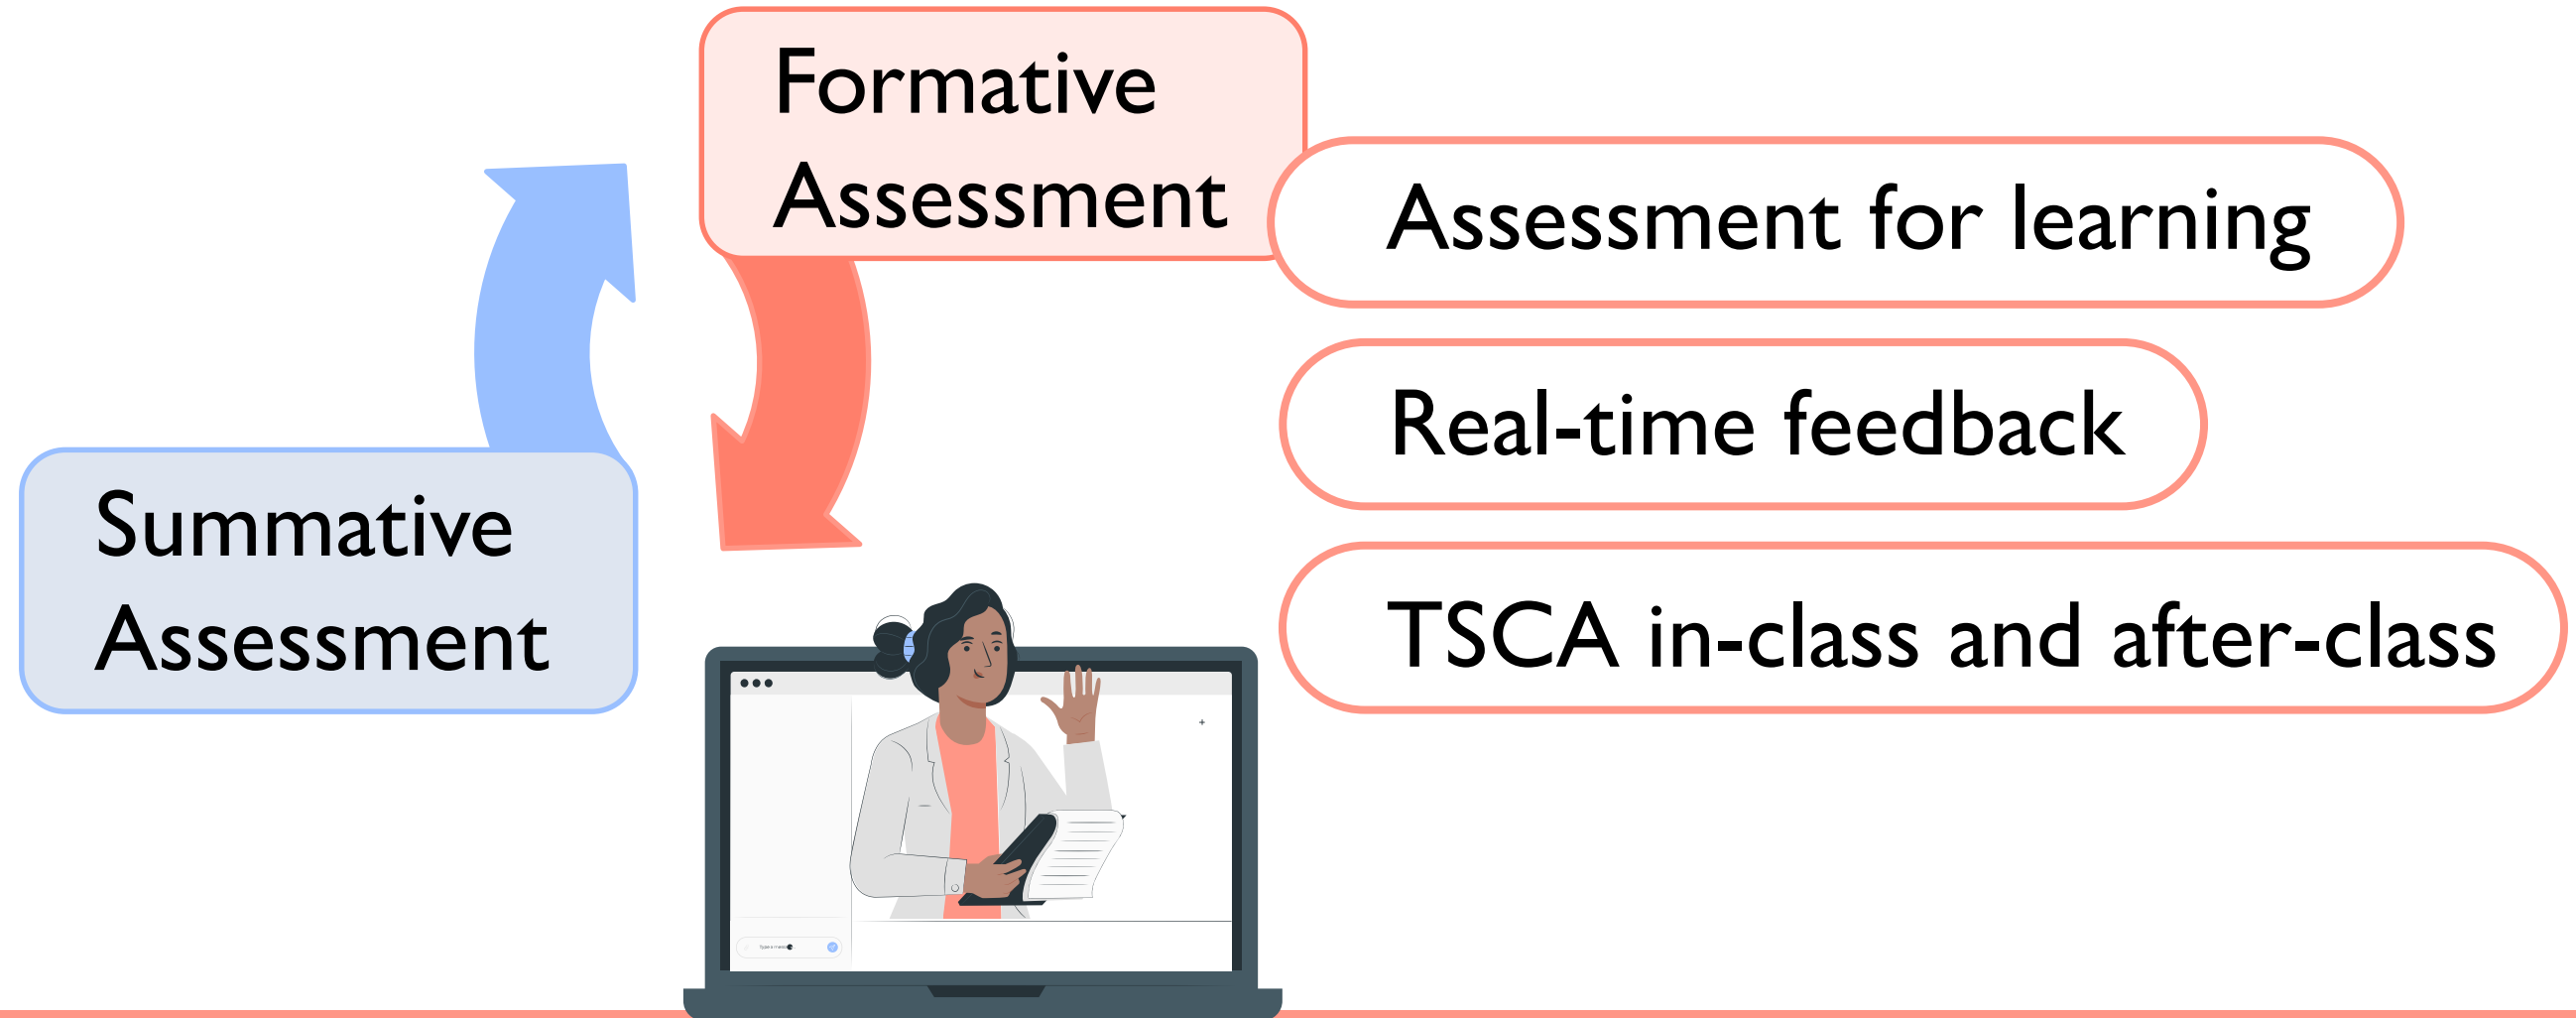 Formative
Assessment
Assessment for learning
Real-time feedback
Summative
Assessment
TSCA in-class and after-class